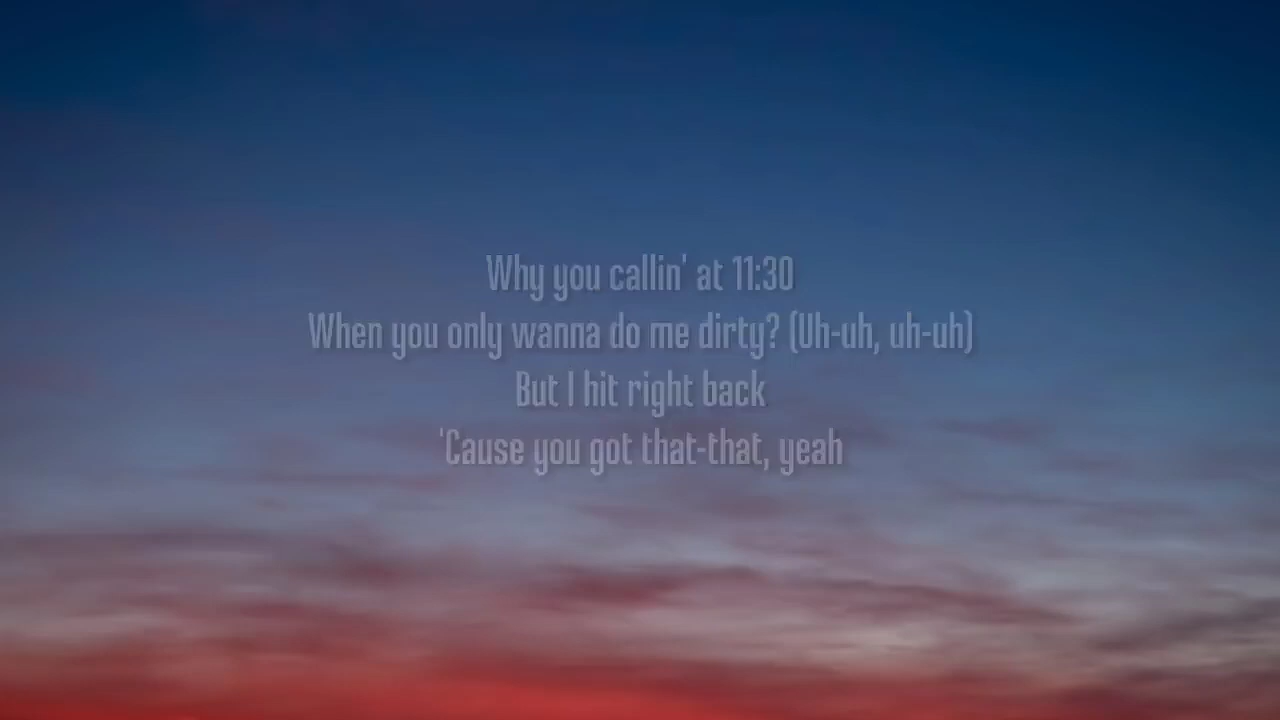 Why you callin' at 11:30
When you only wanna do me dirty? (Uh-uh, uh-uh)
But I hit right back
'Cause you got that-that, yeah